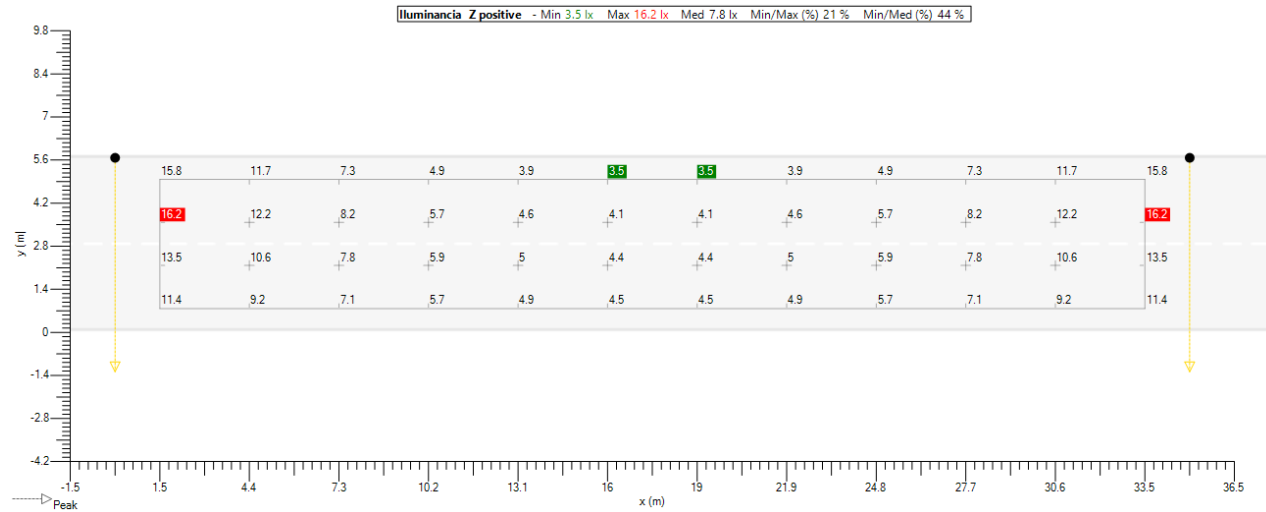 Iluminancia Z positive - Min 3.5 lx Max 16.2 lx Med 7.8 lx Min/Max (%) 21 % Min/Med (%) 44 %
9.8
8.4
7
5.6
15.8 11.7 7.3 4.9 3.9 3.5 3.5 3.9 4.9 7.3 11.7 15.8
4.2
16.2 12.2 8.2 5.7 4.6 4.1 4.1 4.6 5.7 8.2 12.2 16.2
y (m)
2.8
13.5 10.6 7.8 5.9 5 4.4 4.4 5 5.9 7.8 10.6 13.5
1.4
11.4 9.2 7.1 5.7 4.9 4.5 4.5 4.9 5.7 7.1 9.2 11.4
0
-1.4
-2.8
-4.2
-1.5 1.5 4.4 7.3 10.2 13.1 16 19 21.9 24.8 27.7 30.6 33.5 36.5
x (m)
Peak